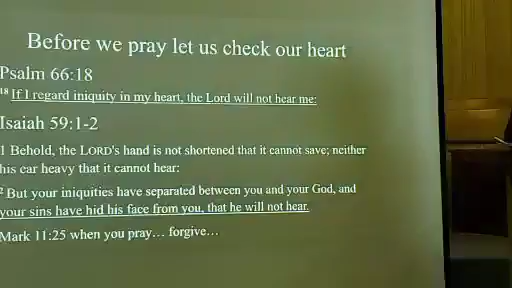 Before we pray let us check our heart
Psalm 66:18
18 If I regard iniquity in my heart, the Lord will not hear me:
Isaiah 59:1-2
1 Behold, the LORD's hand is not shortened that it cannot save; neither
his ear heavy that it cannot hear:
2 But your iniquities have separated between you and your God, and
your sins have hid his face from you, that he will not hear.
Mark 11:25 when you pray… forgive…